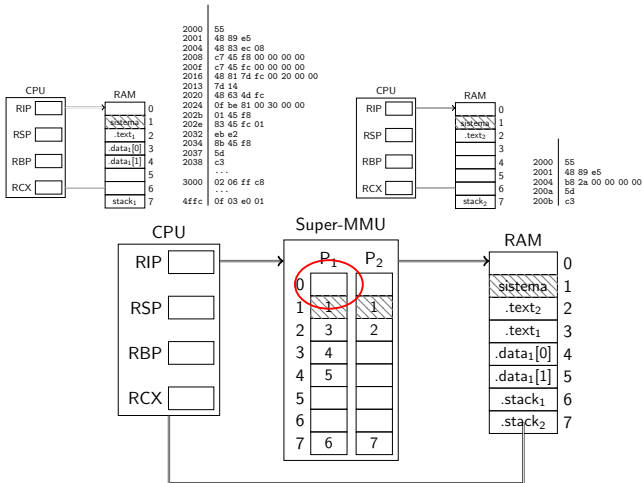 2000 55
2001 48 89 e5
2004 48 83 ec 08
2008 c7 45 f8 00 00 00 00
200f c7 45 fc 00 00 00 00
2016 48 81 7d fc 00 20 00 00
2013 7d 14
2020 48 63 4d fc
2024 0f be 81 00 30 00 00
202b 01 45 f8
202e 83 45 fc 01
2032 eb e2
2034 8b 45 f8
2037 5d
2038 c3
...
3000 02 06 ff c8
...
4ffc 0f 03 e0 01
CPU
RIP
RSP
RBP
RCX
RAM
0
sistema 1
.text1 2
.data1[0] 3
.data1[1] 4
5
6
stack1 7
CPU
RIP
RSP
RBP
RCX
RAM
0
sistema 1
.text2 2
3
4
5
6
stack2 7
2000 55
2001 48 89 e5
2004 b8 2a 00 00 00 00
200a 5d
200b c3
CPU
RIP
RSP
RBP
RCX
Super-MMU
P1 P2
0
1 1 1
2 3 2
3 4
4 5
5
6
7 6 7
RAM
0
sistema 1
.text2 2
.text1 3
.data1[0] 4
.data1[1] 5
.stack1 6
.stack2 7